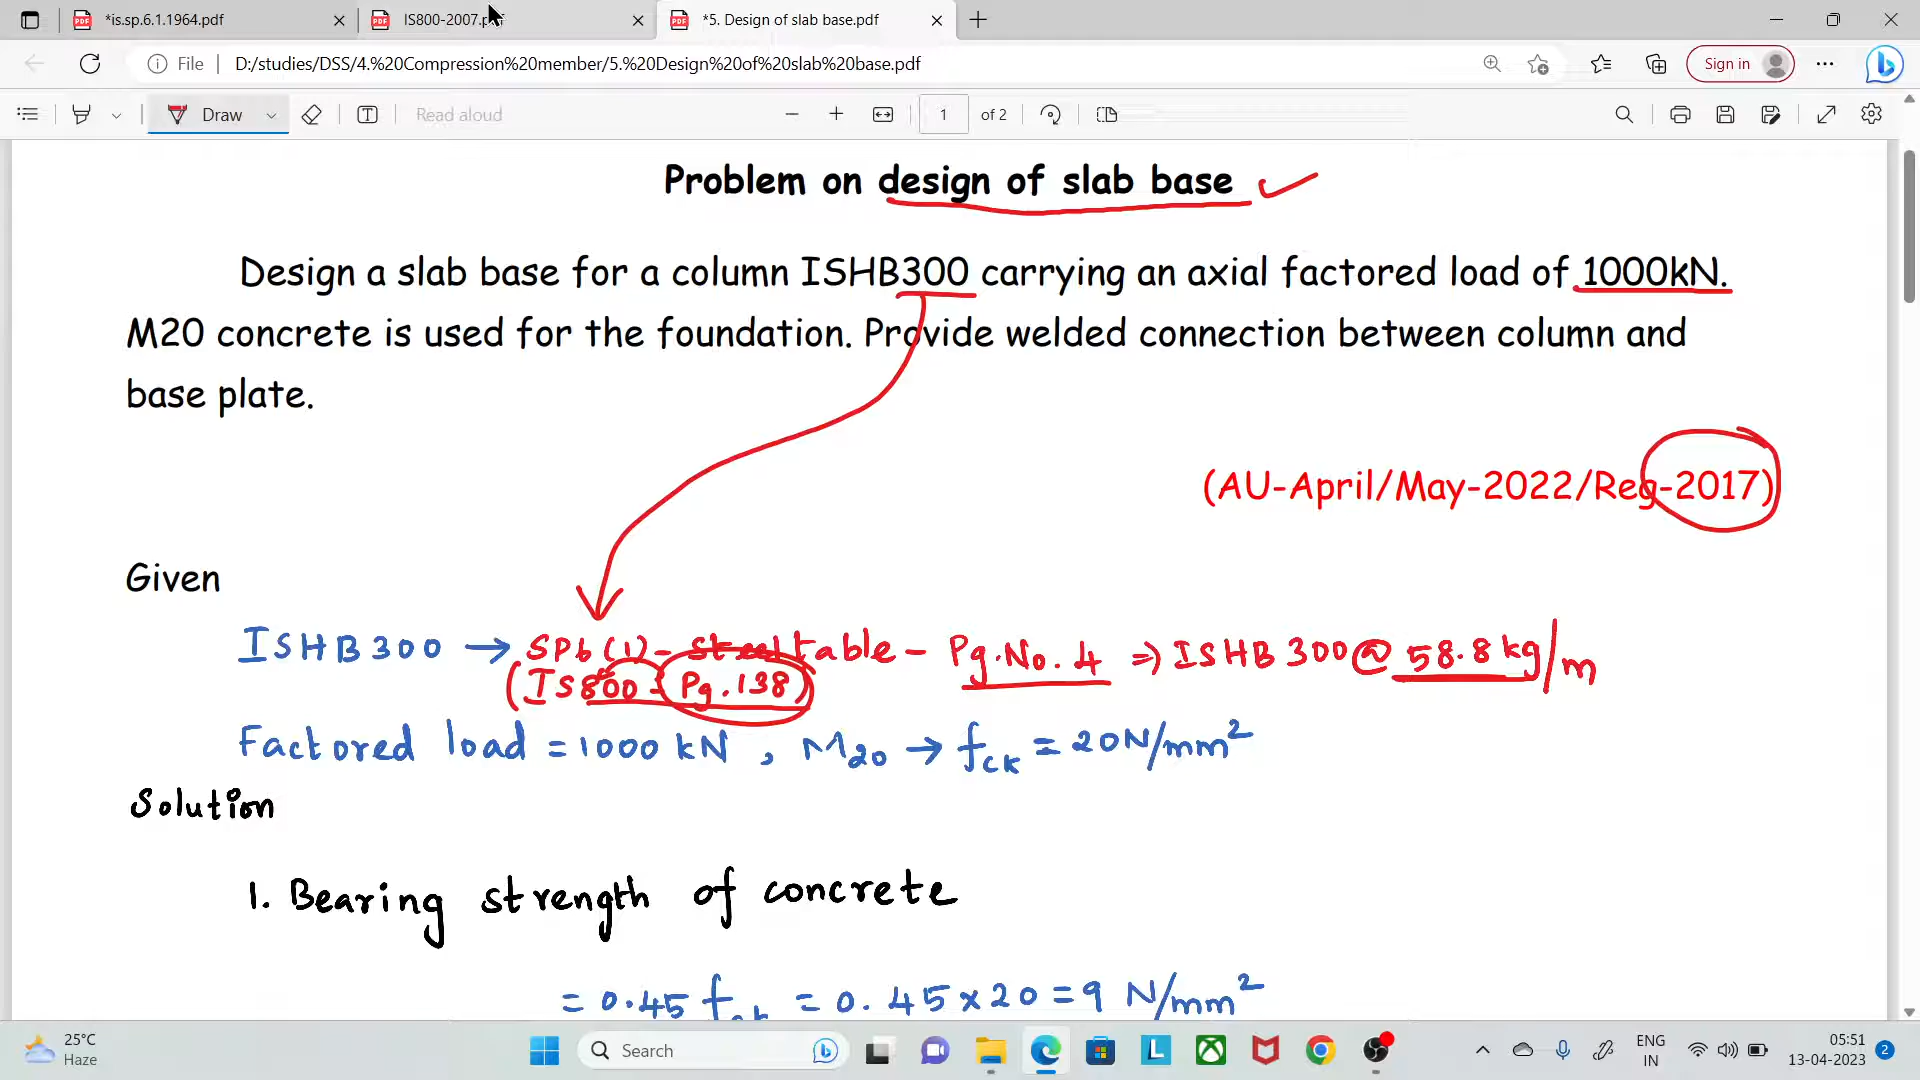 *is.sp.6.1.1964.pdf
IS800-2007.p
*5. Design of slab base.pdf
File
D:/studies/DSS/4.%20Compression%20member/5.%20Design%20of%20slab%20base.pdf
Sign in
Draw
Read aloud
1 of 2
Problem on design of slab base
Design a slab base for a column ISHB300 carrying an axial factored load of 1000kN.
M20 concrete is used for the foundation. Provide welded connection between column and
base plate.
(AU-April/May-2022/Reg-2017)
Given
ISHB300 → SP6(1) - Steel table - Pg.No.4 ⇒ ISHB 300 @ 58.8 kg/m
(IS800 - Pg.138)
Factored load = 1000 kN, M20 → fck = 20N/mm²
Solution
1. Bearing strength of concrete
= 0.45 fck = 0.45×20 = 9 N/mm²
25°C
Haze
Search
ENG
IN
05:51
13-04-2023
2